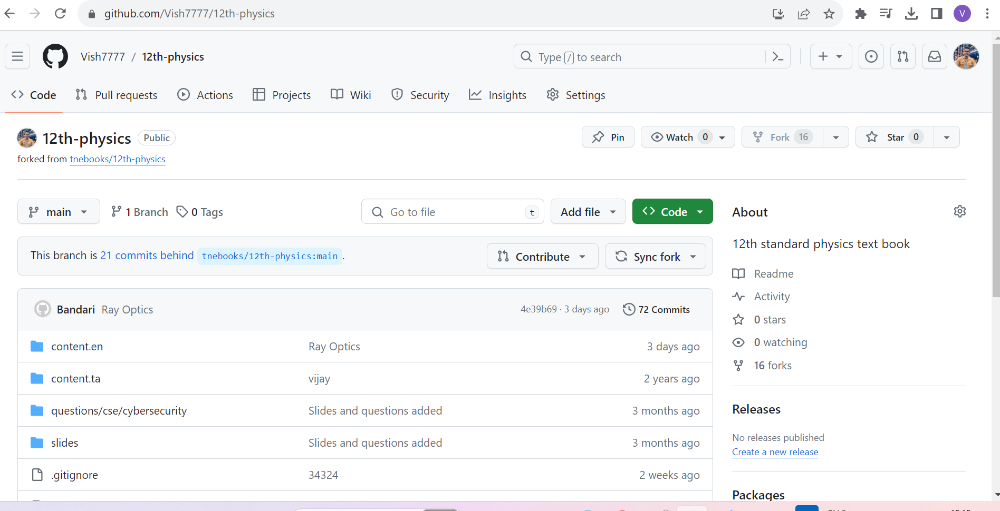 github.com/Vish7777/12th-physics
V
Vish7777 / 12th-physics
Type / to search
Code Pull requests Actions Projects Wiki Security Insights Settings
12th-physics Public
Pin Watch 0 Fork 16 Star 0
forked from tnebooks/12th-physics
main 1 Branch 0 Tags Go to file t Add file Code
This branch is 21 commits behind tnebooks/12th-physics:main .
Contribute Sync fork
Bandari Ray Optics 4e39b69 · 3 days ago 72 Commits
content.en Ray Optics 3 days ago
content.ta vijay 2 years ago
questions/cse/cybersecurity Slides and questions added 3 months ago
slides Slides and questions added 3 months ago
.gitignore 34324 2 weeks ago
About
12th standard physics text book
Readme
Activity
0 stars
0 watching
16 forks
Releases
No releases published
Create a new release
Packages